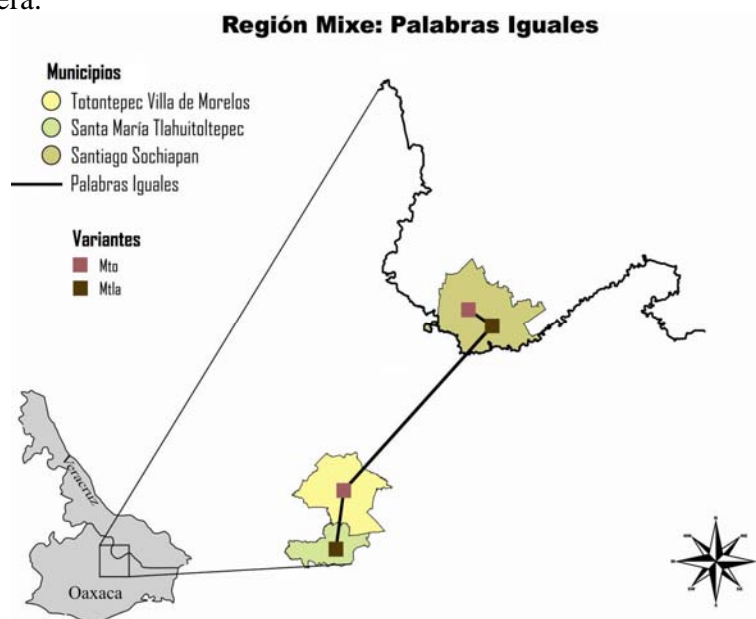 era.
Región Mixe: Palabras Iguales
Municipios
Totontepec Villa de Morelos
Santa María Tlahuitoltepec
Santiago Sochiapan
Palabras Iguales
Variantes
Mto
Mtla
Veracruz
Oaxaca